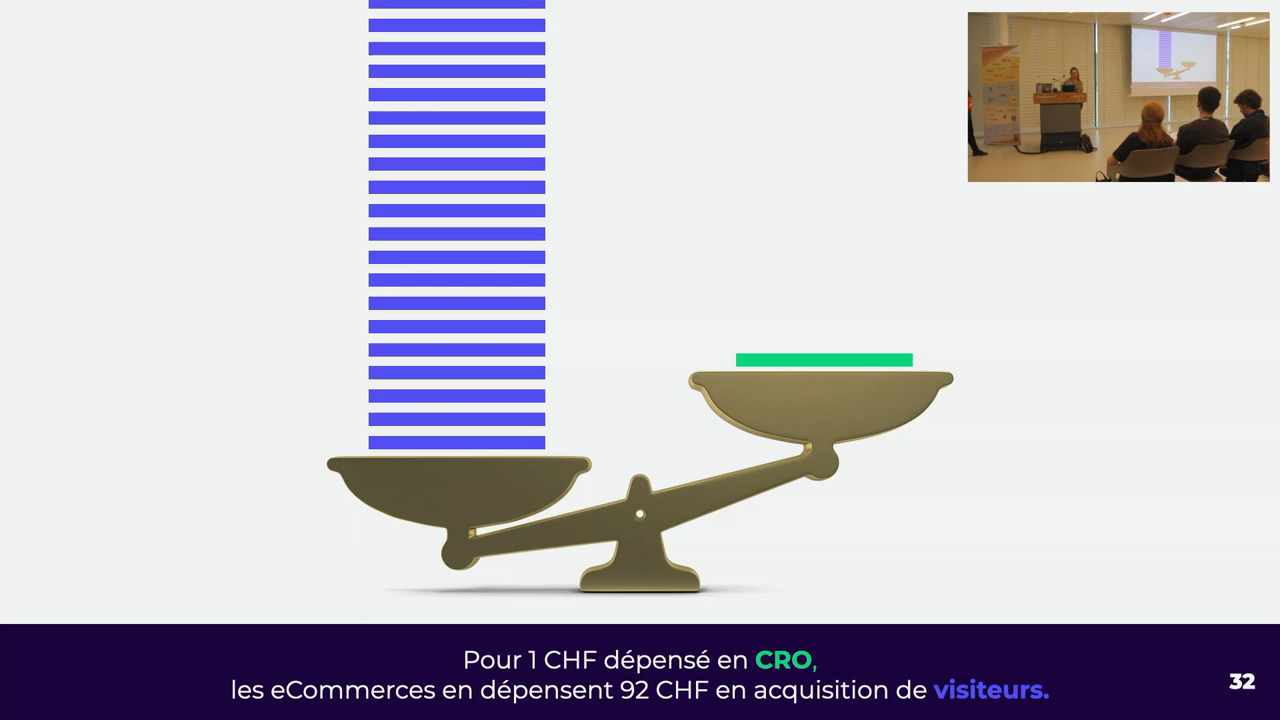 Pour 1 CHF dépensé en CRO,
les eCommerces en dépensent 92 CHF en acquisition de visiteurs.
32